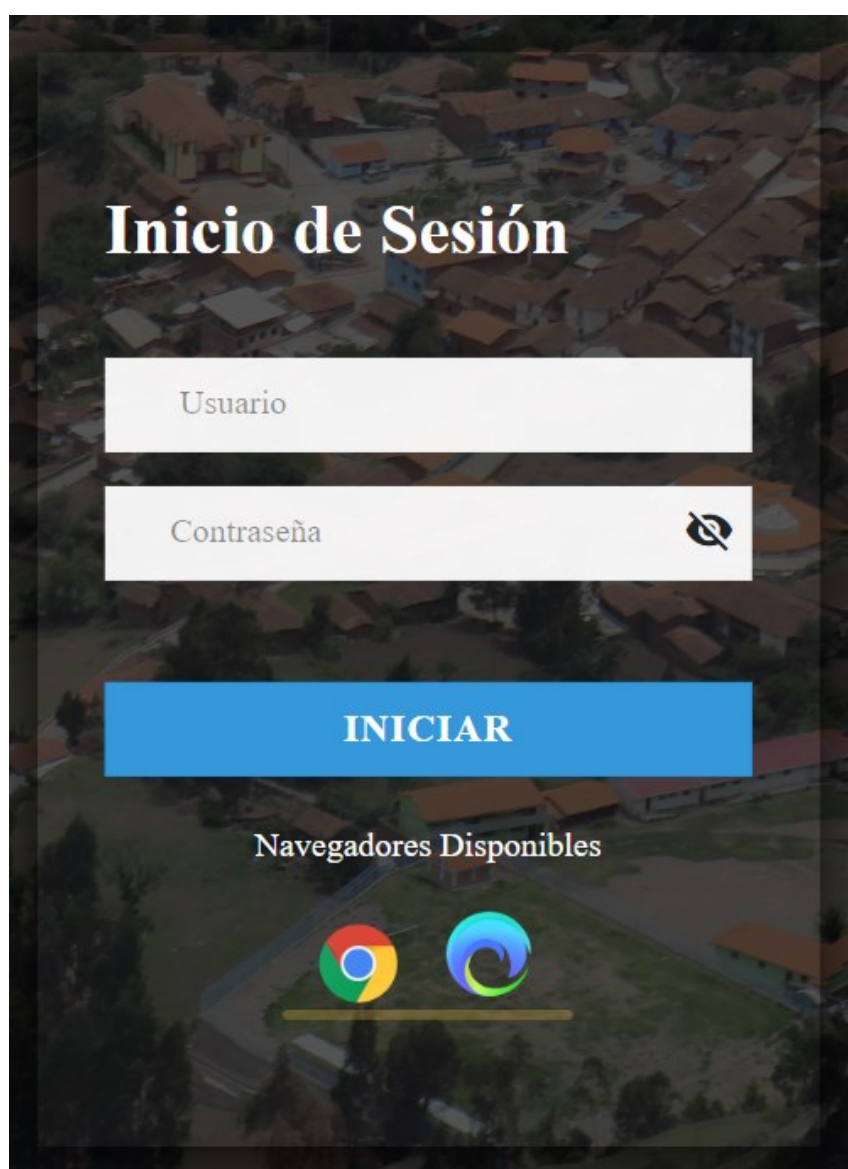 Inicio de Sesión
Usuario
Contraseña
INICIAR
Navegadores Disponibles